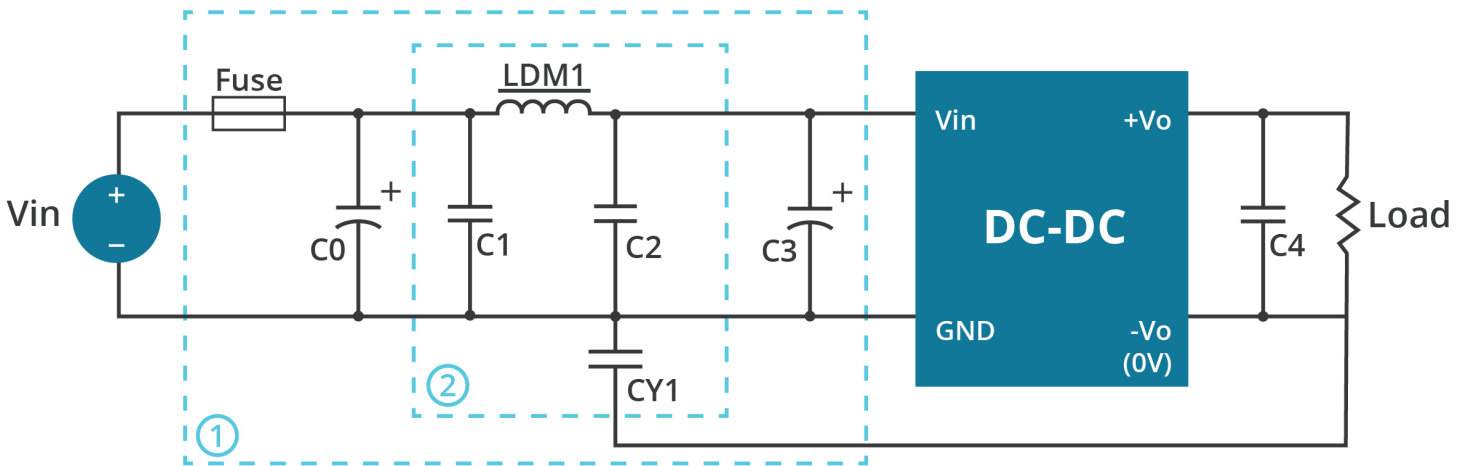 Fuse
LDM1
Vin
+
−
+
C0
C1
C2
+
C3
CY1
1
2
Vin
+Vo
DC-DC
GND
-Vo
(0V)
C4
Load